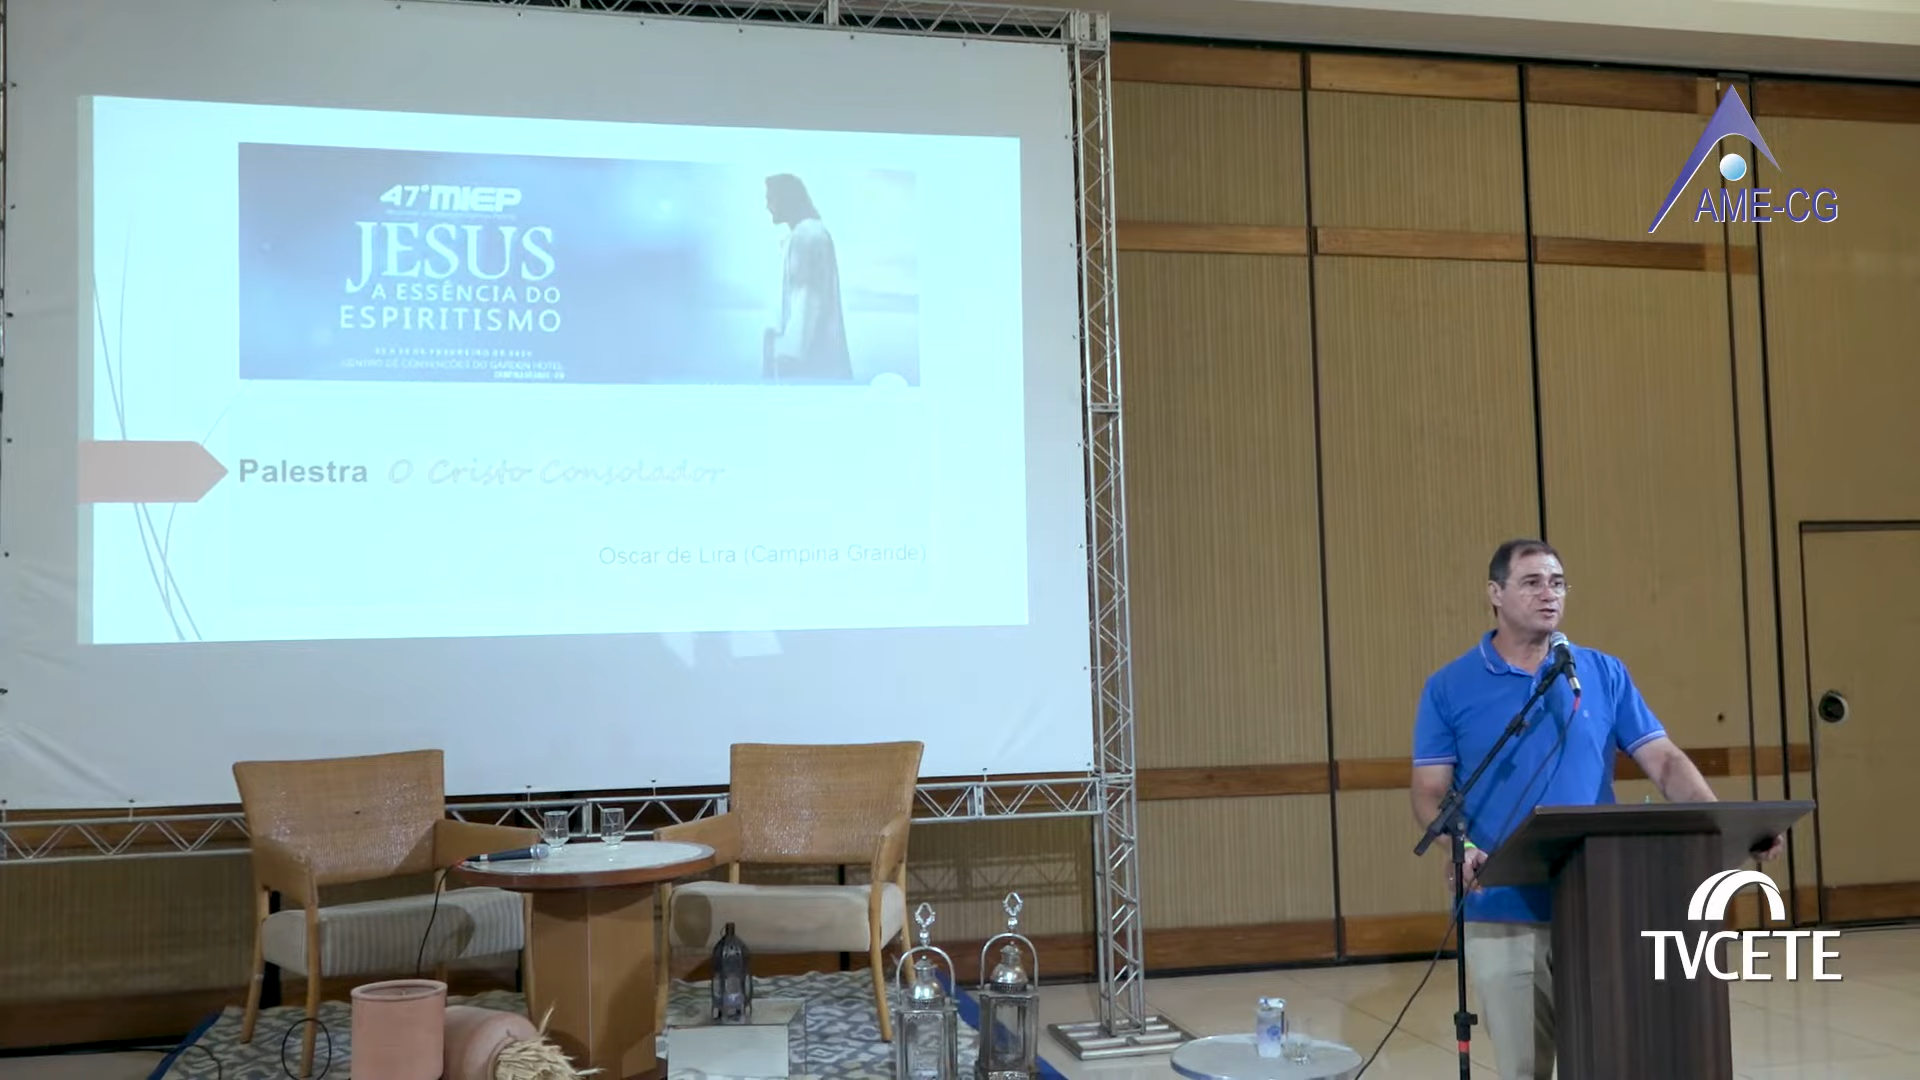 47º MIEP
JESUS
A ESSÊNCIA DO
ESPIRITISMO
CENTRO DE CONVENÇÕES DO GARDEN HOTEL
Palestra O Cristo Consolador
Oscar de Lira (Campina Grande)
AME-CG
TVCETE